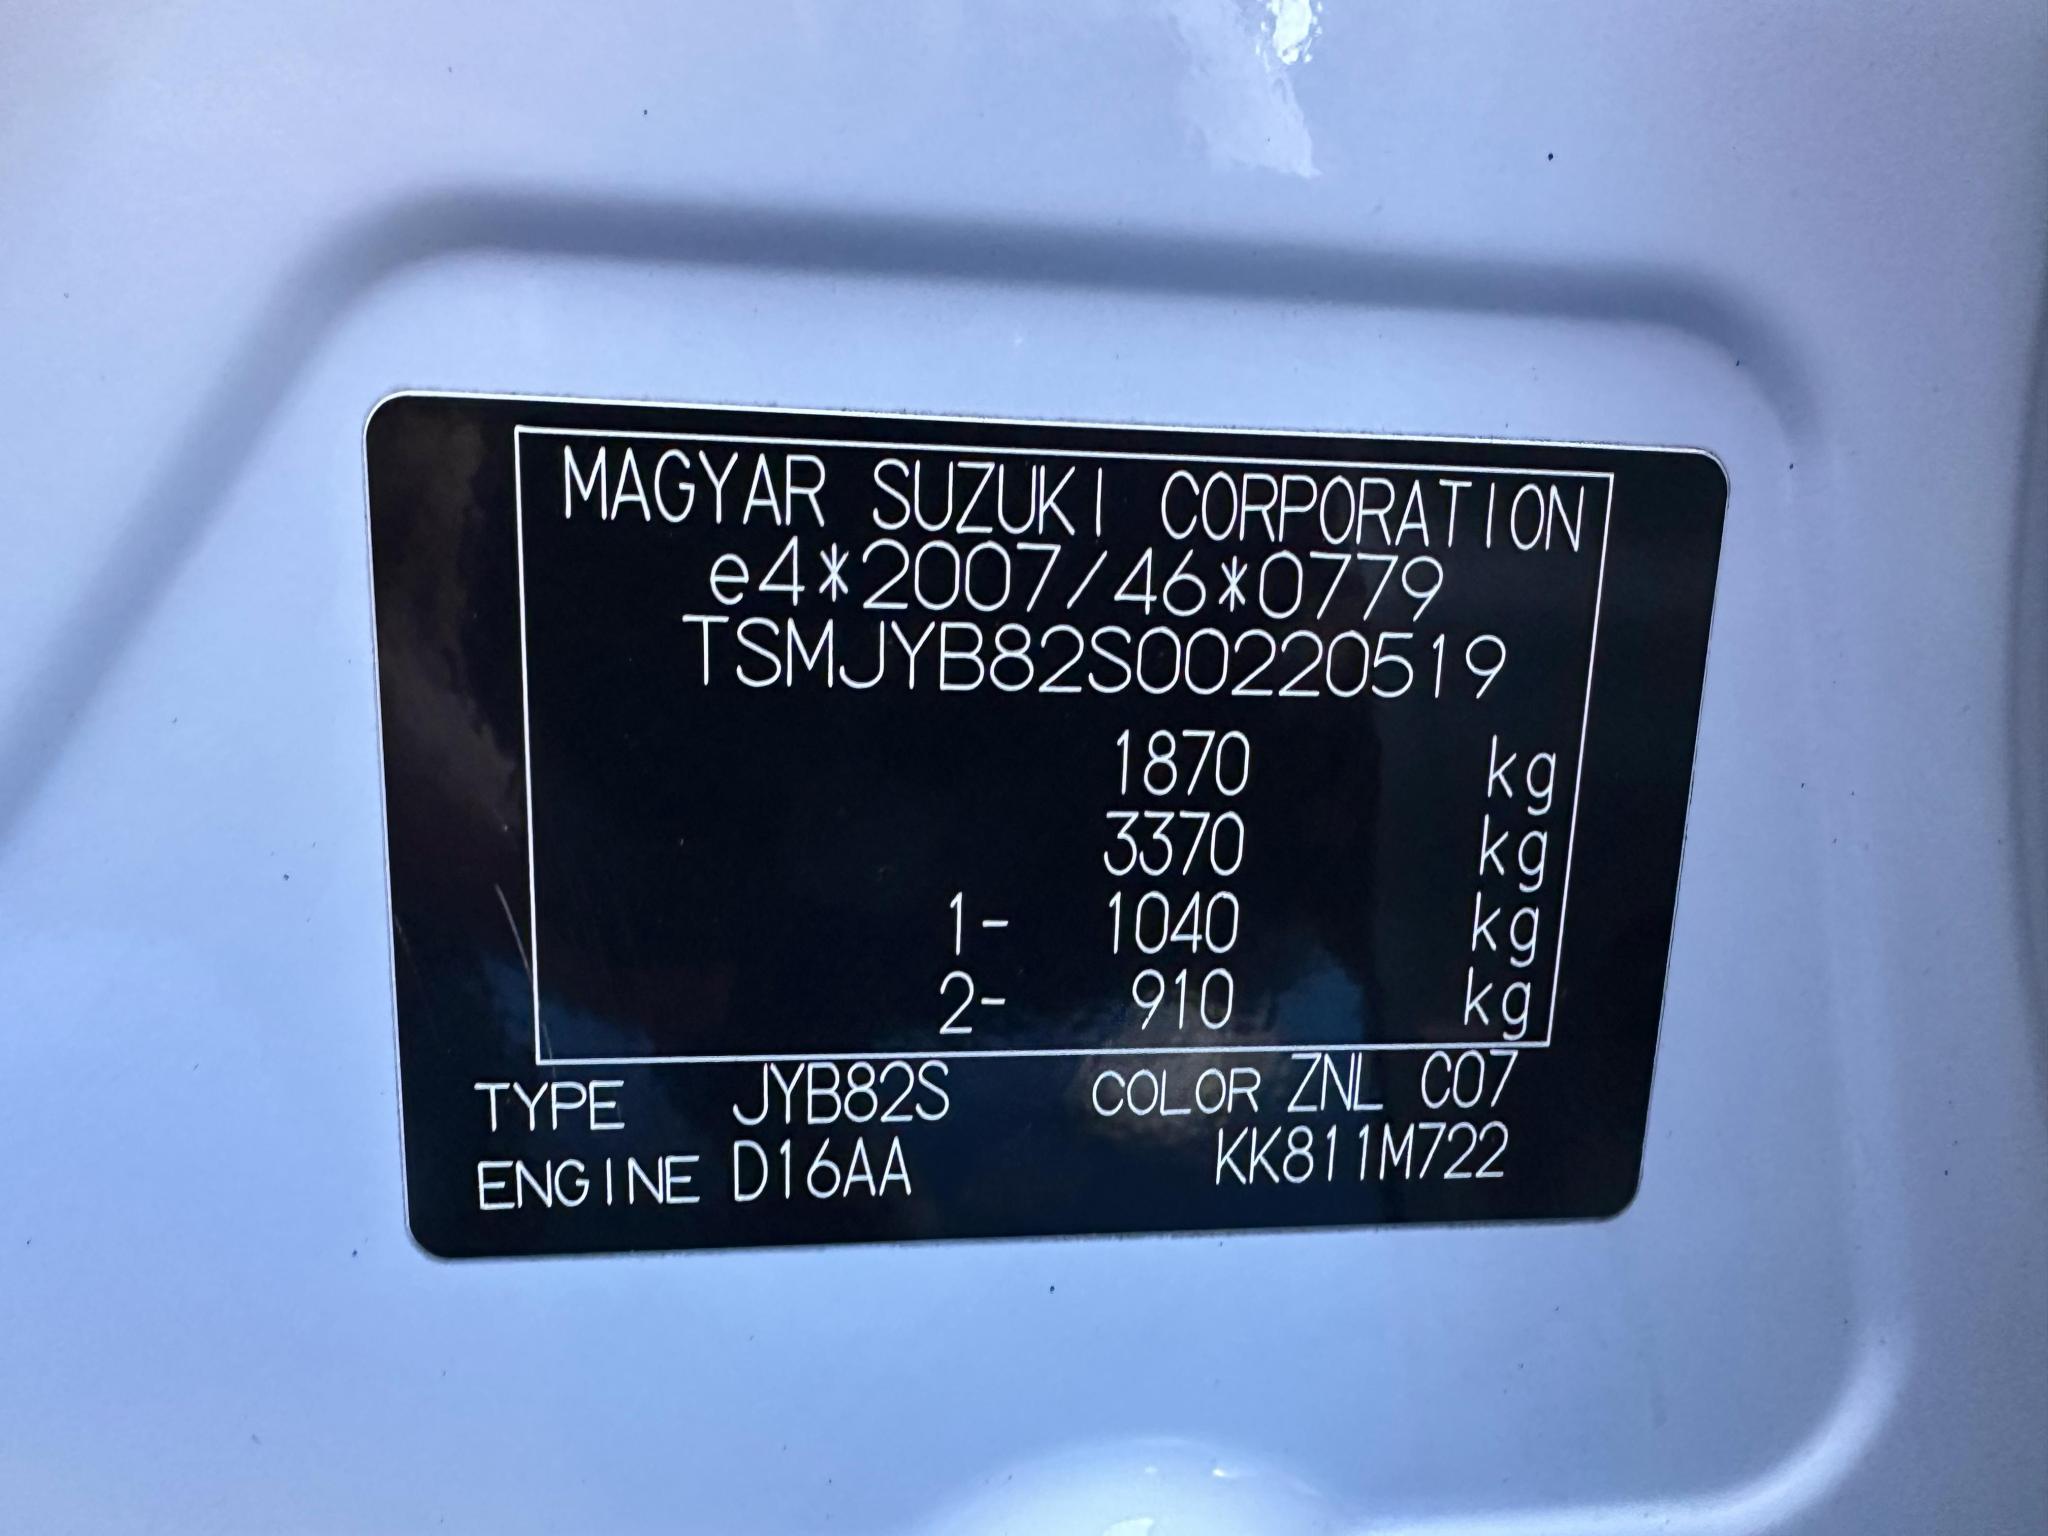 MAGYAR SUZUKI CORPORATION
e4*2007/46*0779
TSMJYB82S00220519
1870 kg
3370 kg
1- 1040 kg
2- 910 kg
TYPE JYB82S COLOR ZNL C07
ENGINE D16AA KK811M722